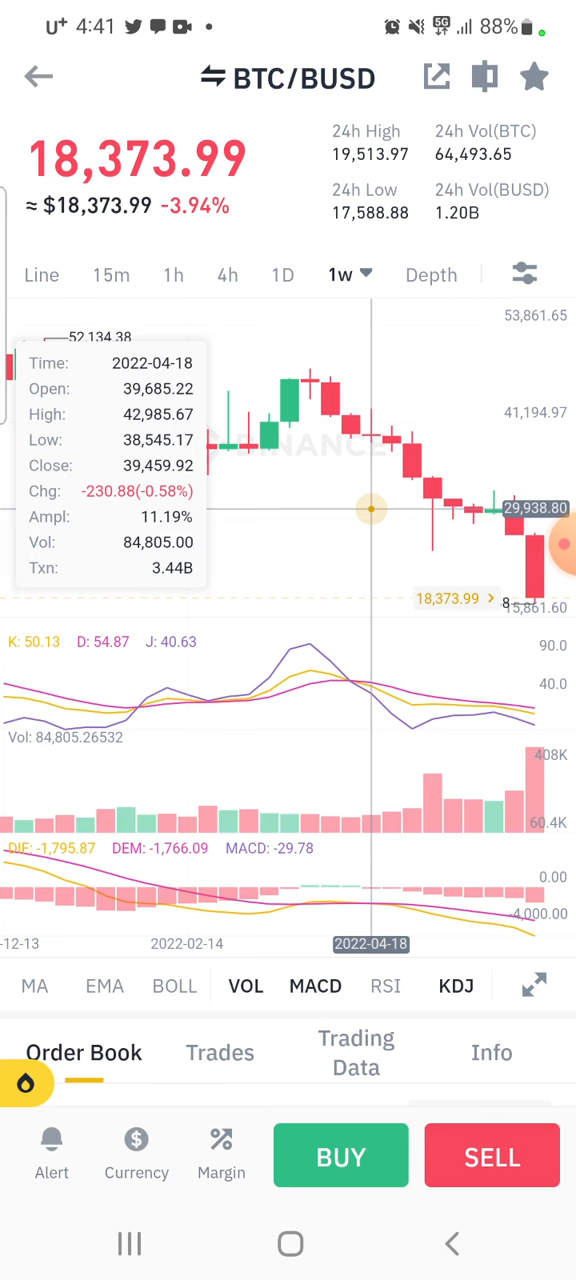 U+ 4:41 5G 88%
BTC/BUSD
18,373.99
≈ $18,373.99 -3.94%
24h High 24h Vol(BTC)
19,513.97 64,493.65
24h Low 24h Vol(BUSD)
17,588.88 1.20B
Line 15m 1h 4h 1D 1w Depth
53,861.65
52,134.38
Time: 2022-04-18
Open: 39,685.22
High: 42,985.67
Low: 38,545.17
Close: 39,459.92
Chg: -230.88(-0.58%)
Ampl: 11.19%
Vol: 84,805.00
Txn: 3.44B
41,194.97
BINANCE
29,938.80
18,373.99 >
8
15,861.60
K: 50.13 D: 54.87 J: 40.63
90.0
40.0
Vol: 84,805.26532
408K
60.4K
DIF: -1,795.87 DEM: -1,766.09 MACD: -29.78
0.00
-4,000.00
-12-13 2022-02-14 2022-04-18
MA EMA BOLL VOL MACD RSI KDJ
Order Book Trades Trading Data Info
Alert Currency Margin BUY SELL